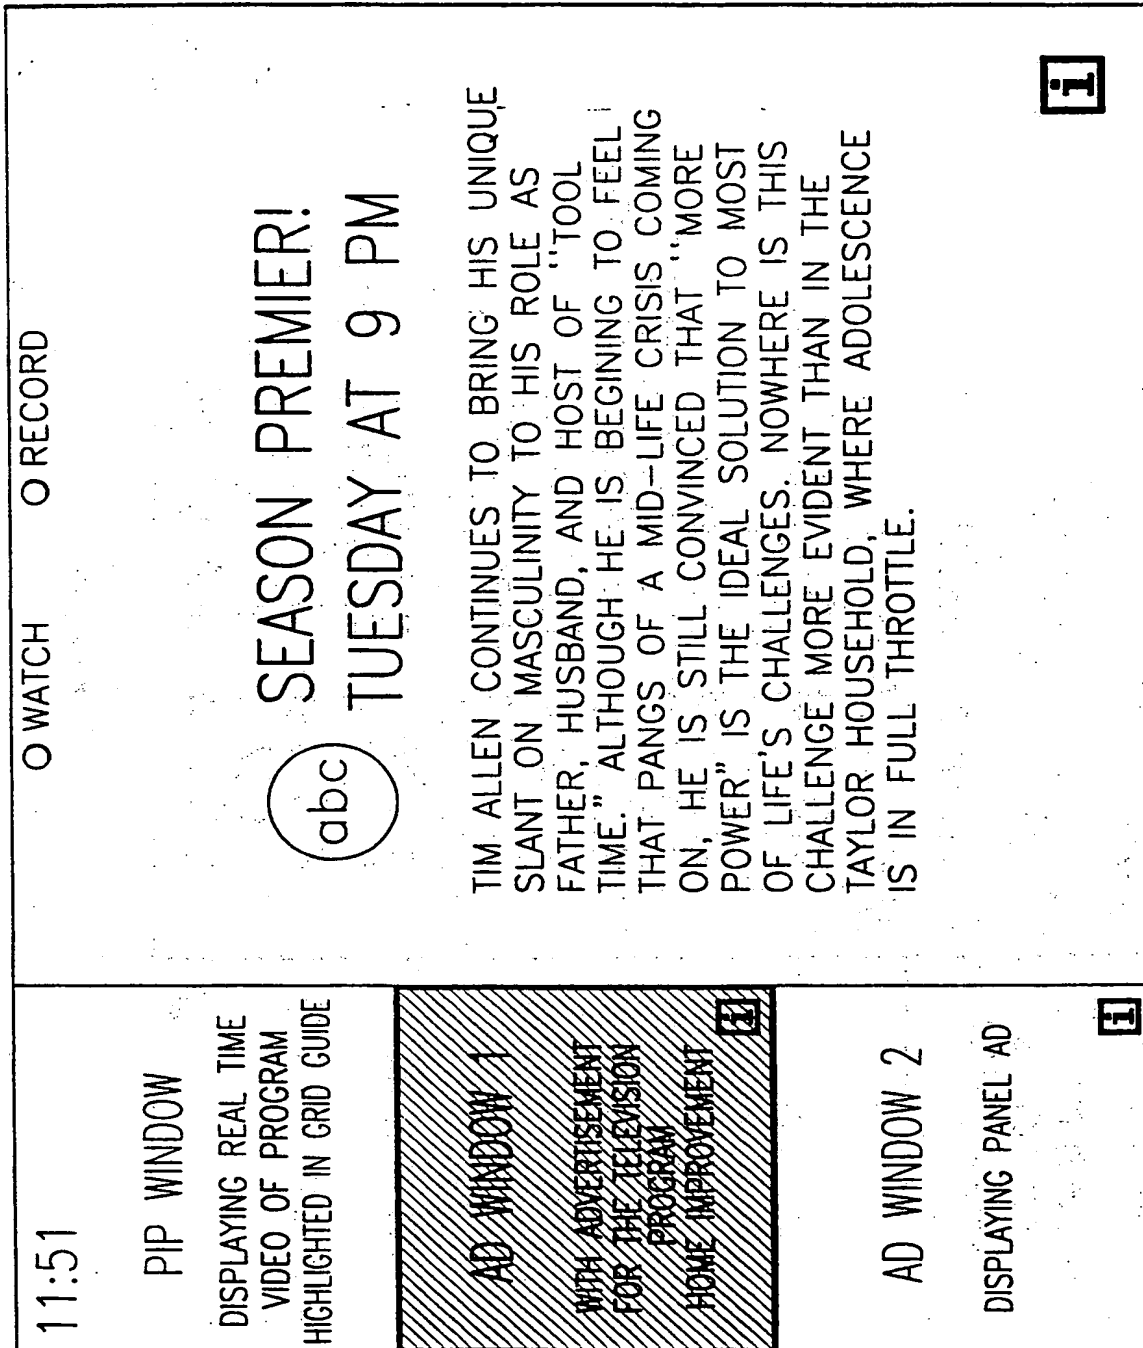 11:51
O WATCH
O RECORD
PIP WINDOW
DISPLAYING REAL TIME
VIDEO OF PROGRAM
HIGHLIGHTED IN GRID GUIDE
AD WINDOW 1
WITH ADVERTISEMENT
FOR THE TELEVISION
PROGRAM
HOME IMPROVEMENT
i
AD WINDOW 2
DISPLAYING PANEL AD
i
abc
SEASON PREMIER!
TUESDAY AT 9 PM
TIM ALLEN CONTINUES TO BRING HIS UNIQUE
SLANT ON MASCULINITY TO HIS ROLE AS
FATHER, HUSBAND, AND HOST OF "TOOL
TIME." ALTHOUGH HE IS BEGINING TO FEEL
THAT PANGS OF A MID-LIFE CRISIS COMING
ON, HE IS STILL CONVINCED THAT "MORE
POWER" IS THE IDEAL SOLUTION TO MOST
OF LIFE'S CHALLENGES. NOWHERE IS THIS
CHALLENGE MORE EVIDENT THAN IN THE
TAYLOR HOUSEHOLD, WHERE ADOLESCENCE
IS IN FULL THROTTLE.
i